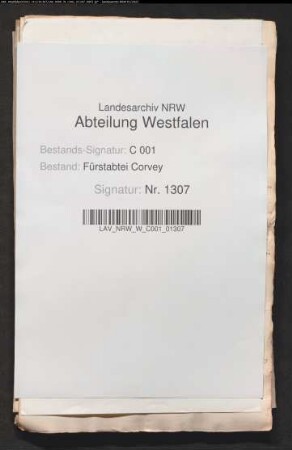 Landesarchiv NRW
Abteilung Westfalen
Bestands-Signatur: C 001
Bestand: Fürstabtei Corvey
Signatur: Nr. 1307
LAV_NRW_W_C001_01307